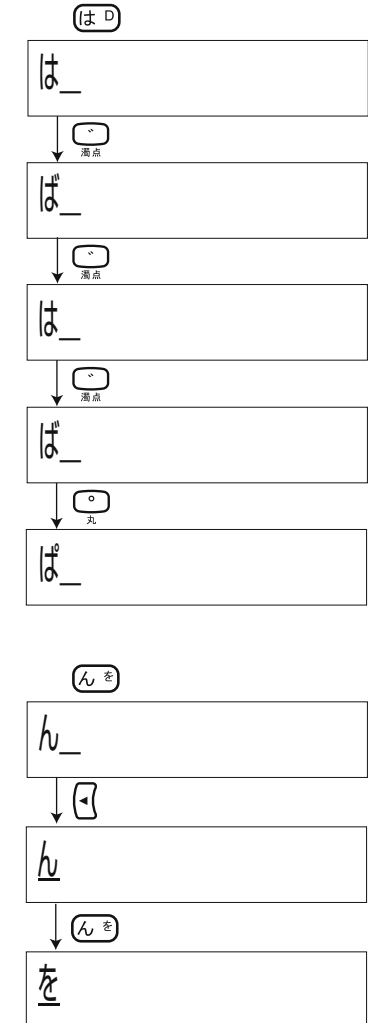 は D
は_
゛
濁点
ば_
゛
濁点
は_
゛
濁点
ば_
゜
丸
ぱ_
ん を
ん_
◀
ん
ん を
を